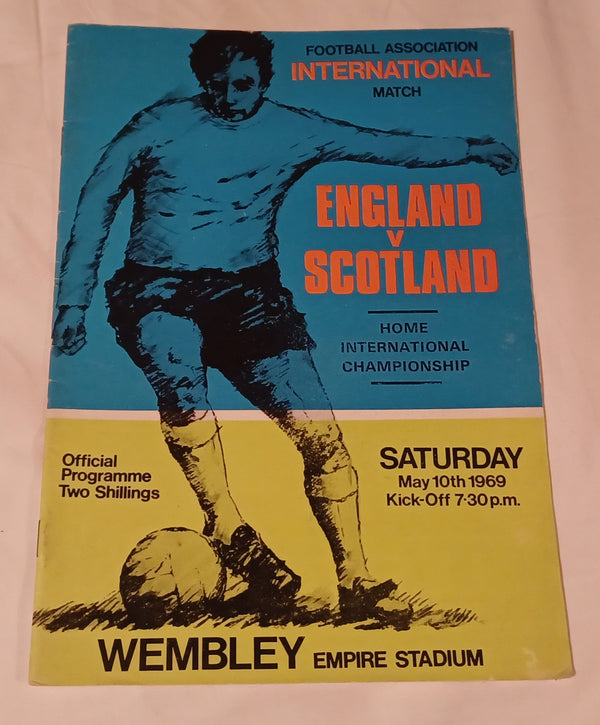 FOOTBALL ASSOCIATION
INTERNATIONAL
MATCH
ENGLAND
V
SCOTLAND
HOME
INTERNATIONAL
CHAMPIONSHIP
Official
Programme
Two Shillings
SATURDAY
May 10th 1969
Kick-Off 7·30 p.m.
WEMBLEY EMPIRE STADIUM